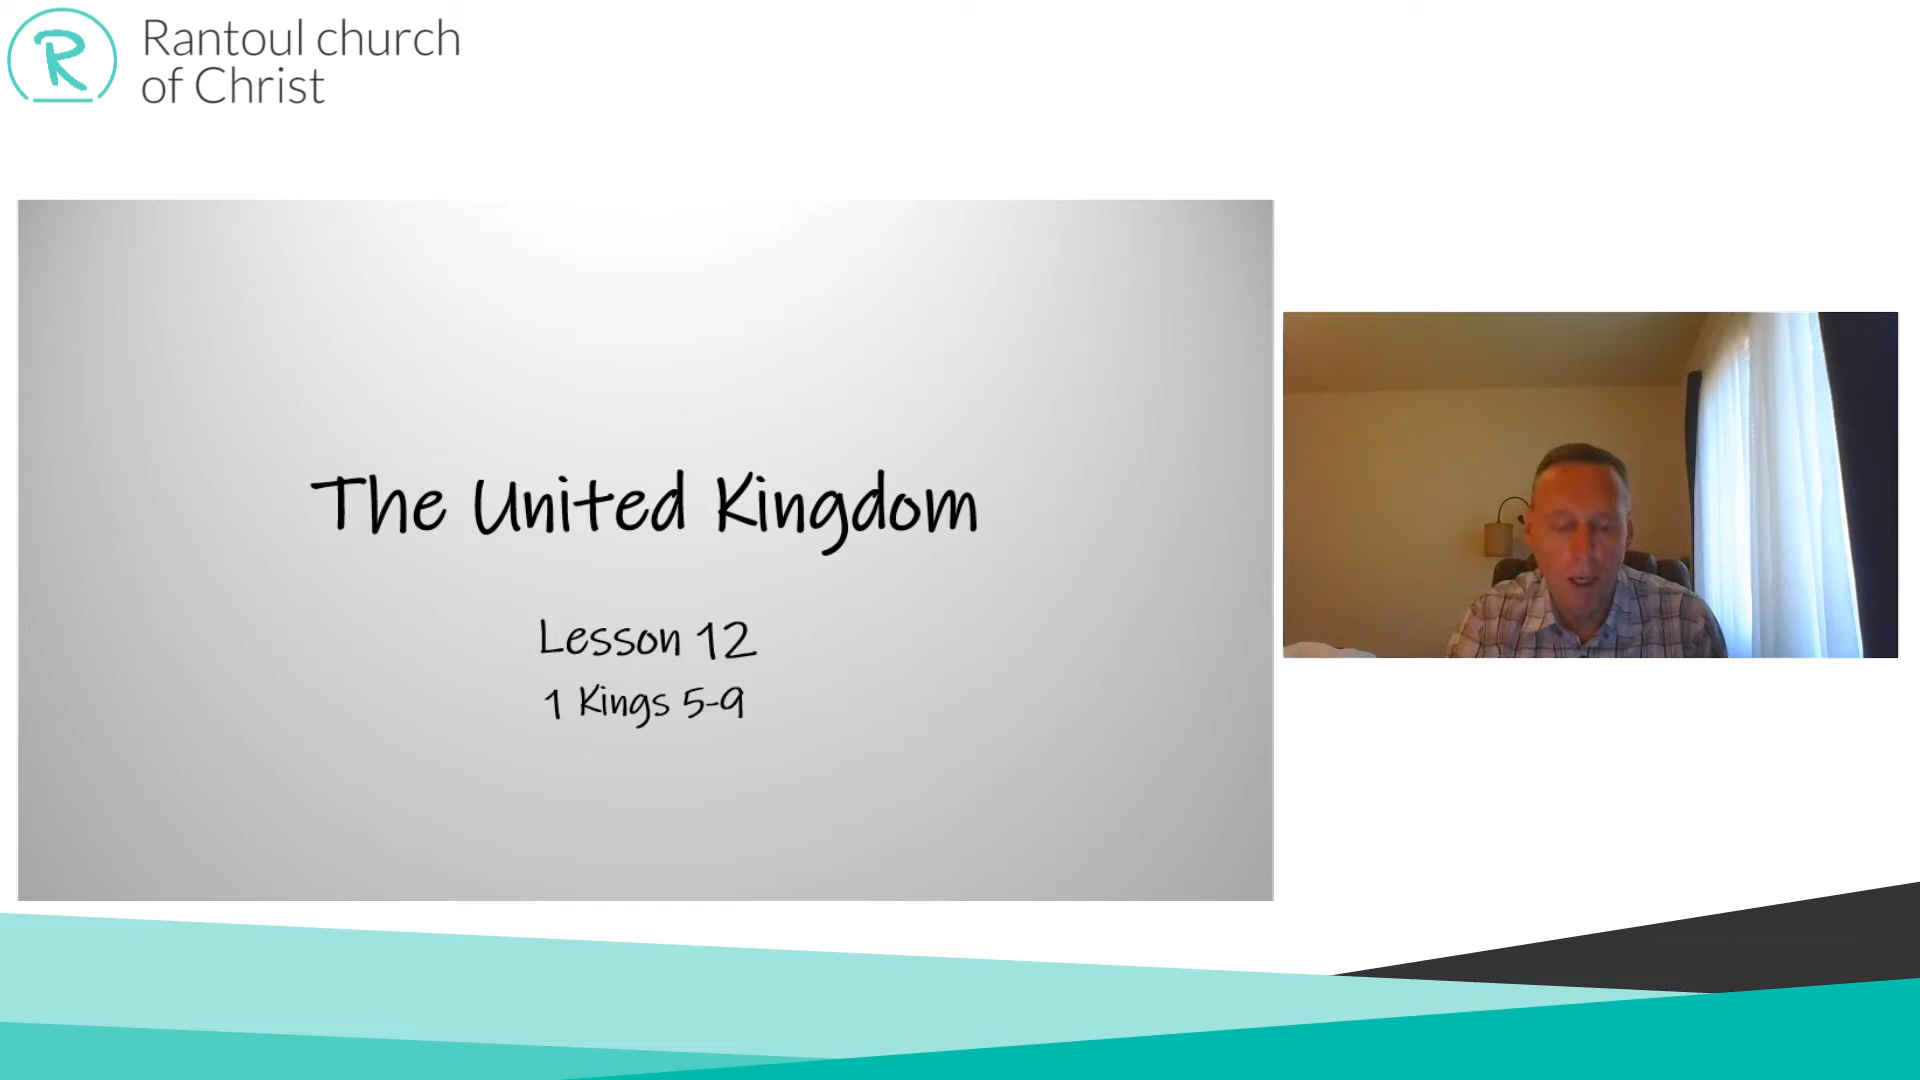 Rantoul church
of Christ
The United Kingdom
Lesson 12
1 Kings 5-9